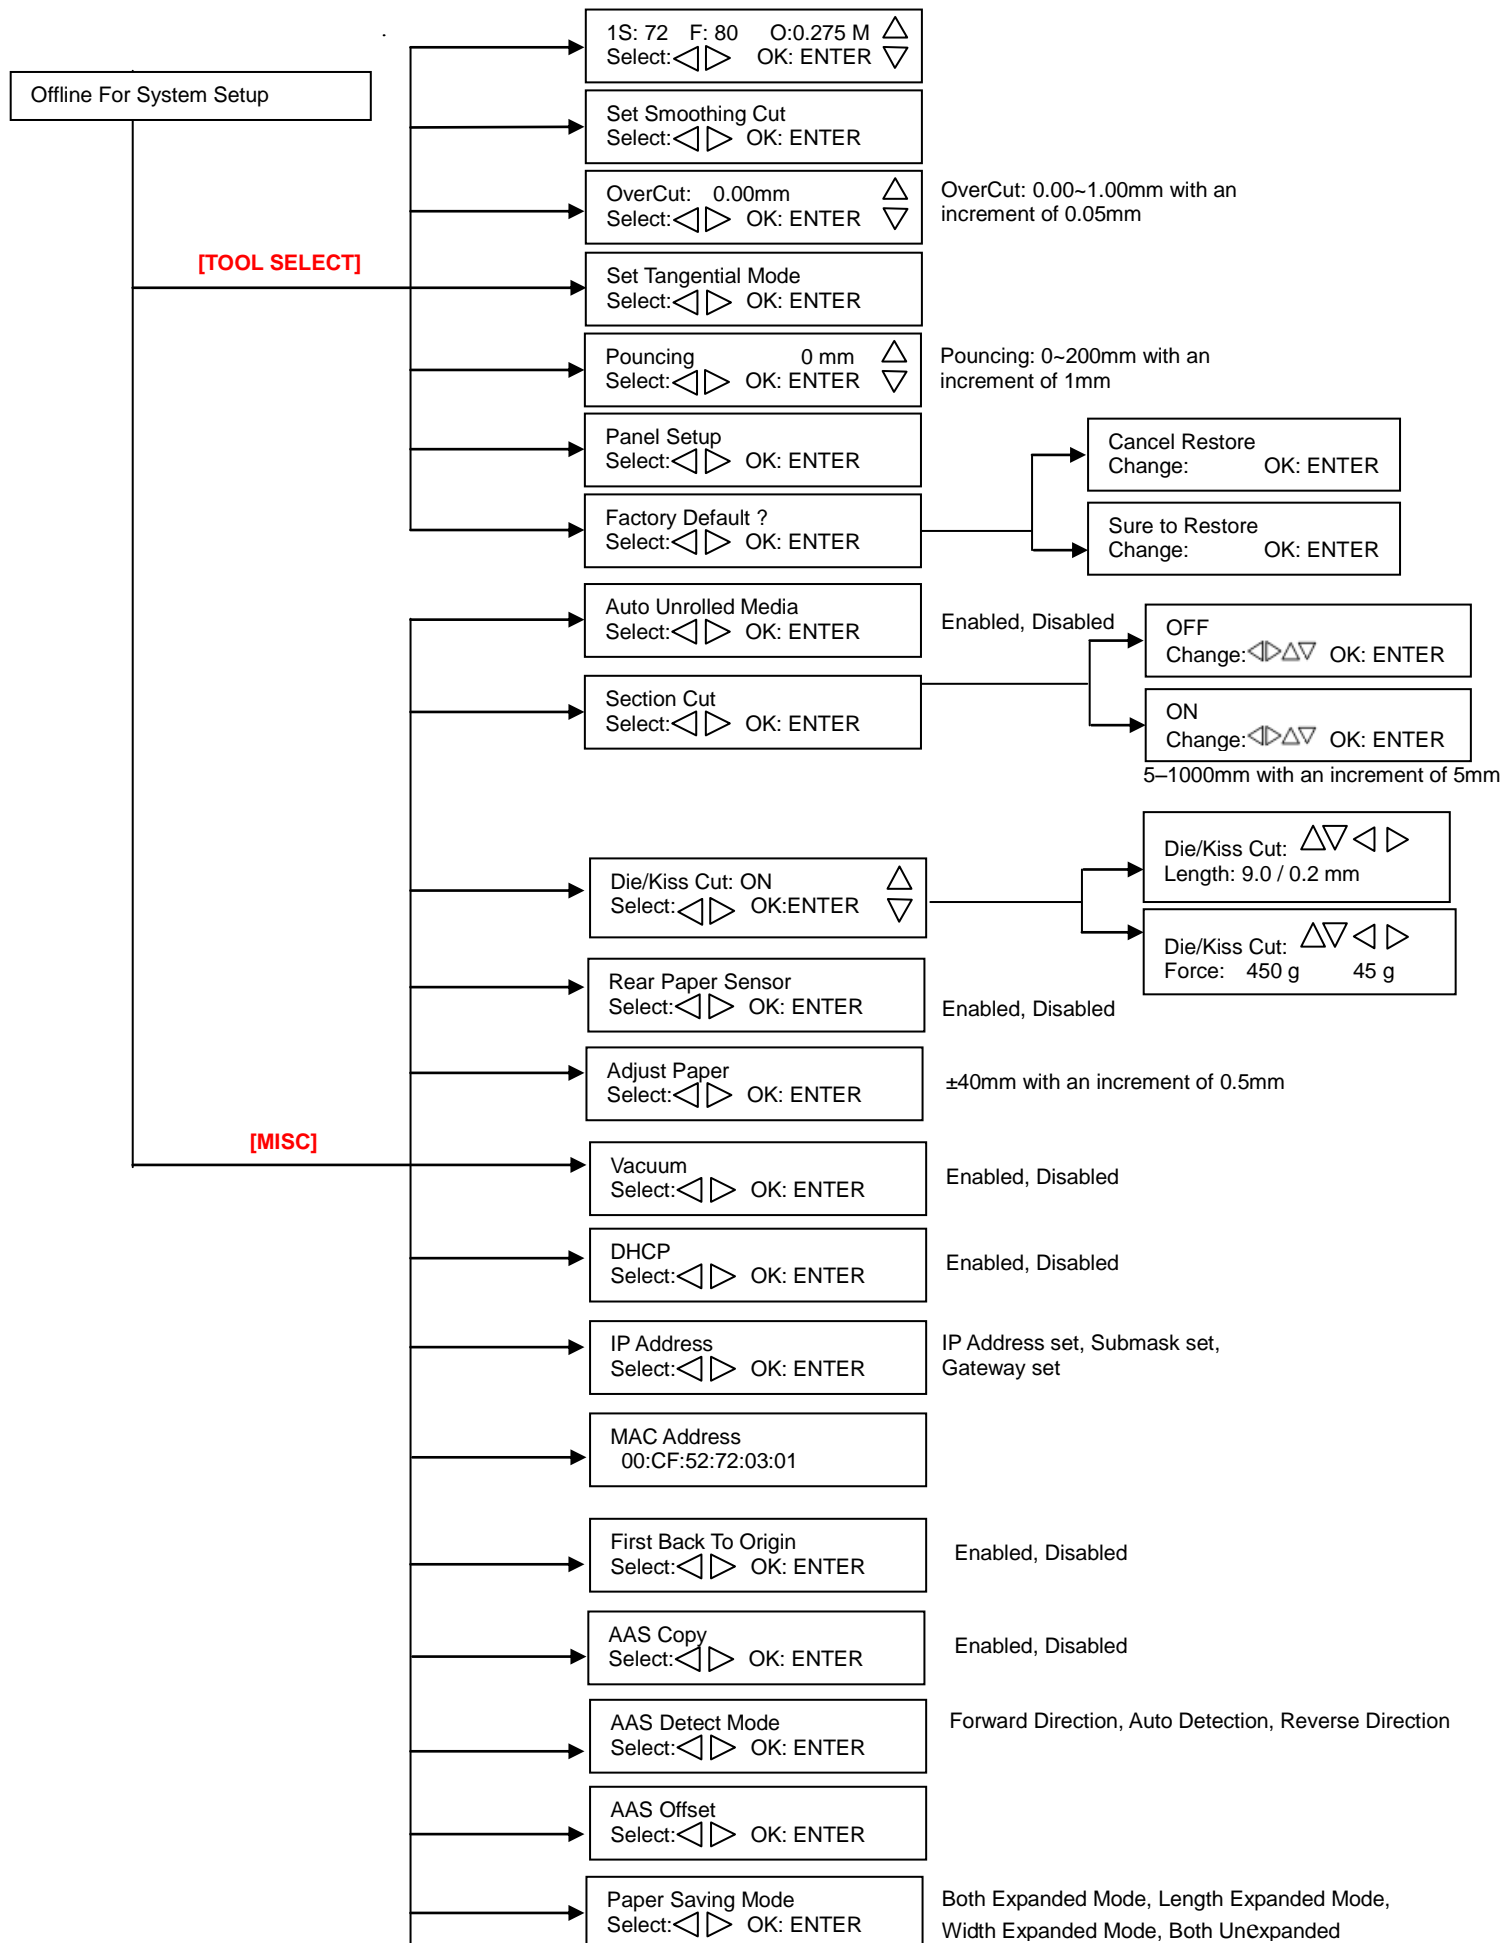 1S: 72 F: 80 O:0.275 M
Select: OK: ENTER
Offline For System Setup
Set Smoothing Cut
Select: OK: ENTER
OverCut: 0.00mm
Select: OK: ENTER
OverCut: 0.00~1.00mm with an
increment of 0.05mm
[TOOL SELECT]
Set Tangential Mode
Select: OK: ENTER
Pouncing 0 mm
Select: OK: ENTER
Pouncing: 0~200mm with an
increment of 1mm
Panel Setup
Select: OK: ENTER
Cancel Restore
Change: OK: ENTER
Factory Default ?
Select: OK: ENTER
Sure to Restore
Change: OK: ENTER
Auto Unrolled Media
Select: OK: ENTER
Enabled, Disabled
OFF
Change: OK: ENTER
Section Cut
Select: OK: ENTER
ON
Change: OK: ENTER
5–1000mm with an increment of 5mm
Die/Kiss Cut: ON
Select: OK:ENTER
Die/Kiss Cut:
Length: 9.0 / 0.2 mm
Die/Kiss Cut:
Force: 450 g 45 g
Rear Paper Sensor
Select: OK: ENTER
Enabled, Disabled
Adjust Paper
Select: OK: ENTER
±40mm with an increment of 0.5mm
[MISC]
Vacuum
Select: OK: ENTER
Enabled, Disabled
DHCP
Select: OK: ENTER
Enabled, Disabled
IP Address
Select: OK: ENTER
IP Address set, Submask set,
Gateway set
MAC Address
00:CF:52:72:03:01
First Back To Origin
Select: OK: ENTER
Enabled, Disabled
AAS Copy
Select: OK: ENTER
Enabled, Disabled
AAS Detect Mode
Select: OK: ENTER
Forward Direction, Auto Detection, Reverse Direction
AAS Offset
Select: OK: ENTER
Paper Saving Mode
Select: OK: ENTER
Both Expanded Mode, Length Expanded Mode,
Width Expanded Mode, Both Unexpanded